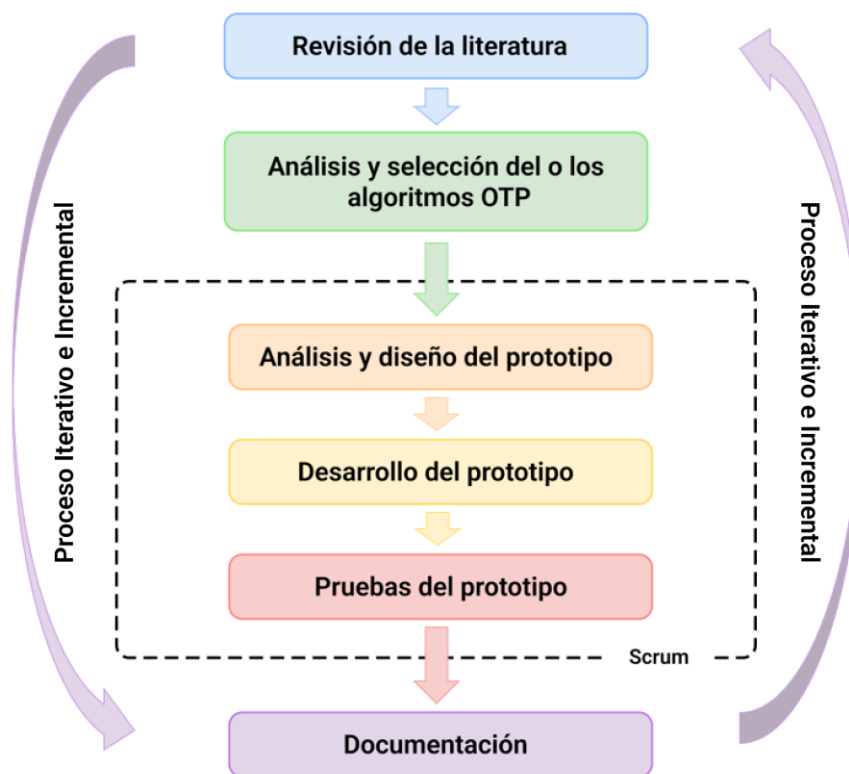 Revisión de la literatura
Análisis y selección del o los
algoritmos OTP
Proceso Iterativo e Incremental
Proceso Iterativo e Incremental
Análisis y diseño del prototipo
Desarrollo del prototipo
Pruebas del prototipo
Scrum
Documentación